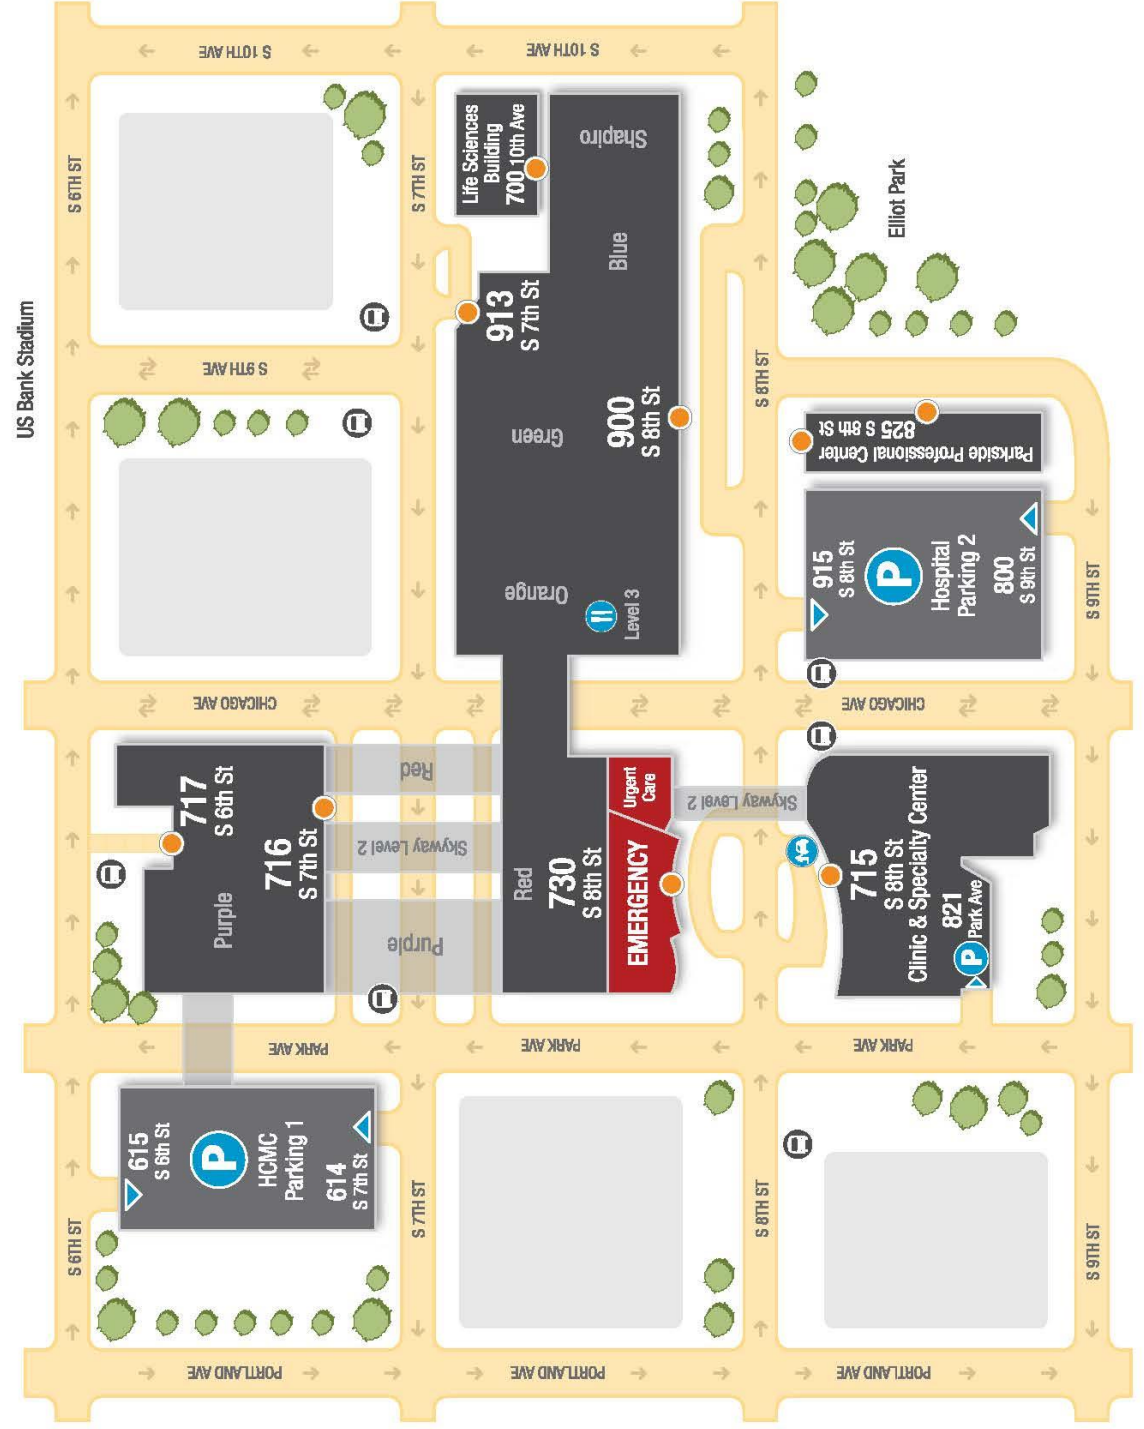 US Bank Stadium
S 6TH ST
S 6TH ST
S 10TH AVE
S 9TH AVE
CHICAGO AVE
PARK AVE
PORTLAND AVE
717
S 6th St
716
S 7th St
Purple
615
S 6th St
P
HCMC
Parking 1
614
S 7th St
S 7TH ST
S 7TH ST
Red
Skyway Level 2
Purple
Life Sciences
Building
700 10th Ave
Shapiro
Blue
913
S 7th St
Green
900
S 8th St
Orange
Level 3
S 10TH AVE
Red
730
S 8th St
Urgent
Care
EMERGENCY
PARK AVE
PORTLAND AVE
Skyway Level 2
S 8TH ST
S 8TH ST
Elliot Park
Parkside Professional Center
825 S 8th St
915
S 8th St
P
Hospital
Parking 2
800
S 9th St
CHICAGO AVE
715
S 8th St
Clinic & Specialty Center
821
Park Ave
P
PARK AVE
PORTLAND AVE
S 9TH ST
S 9TH ST